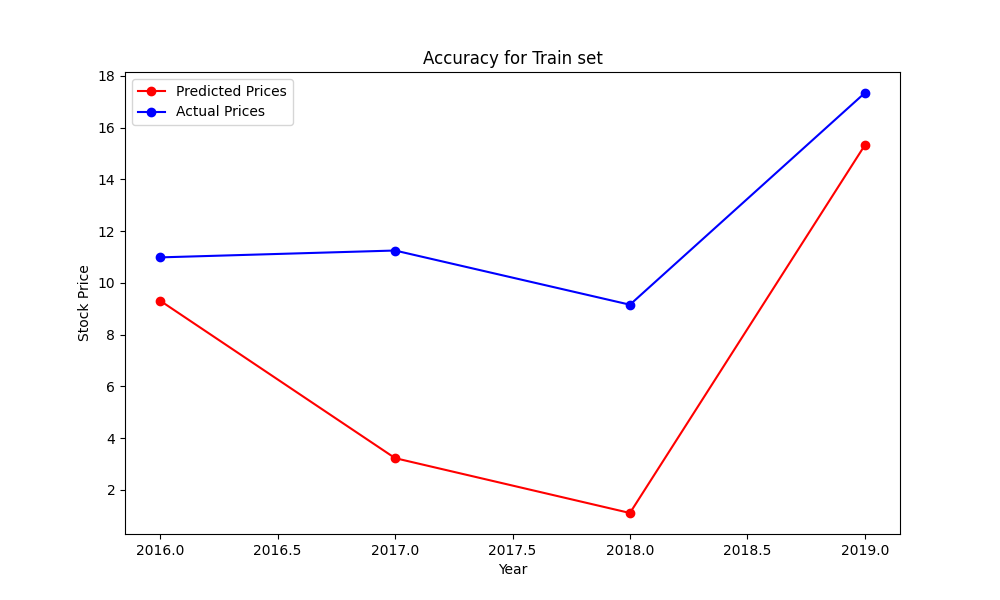 Accuracy for Train set
Predicted Prices
Actual Prices
18
16
14
12
10
8
6
4
2
Stock Price
2016.0 2016.5 2017.0 2017.5 2018.0 2018.5 2019.0
Year